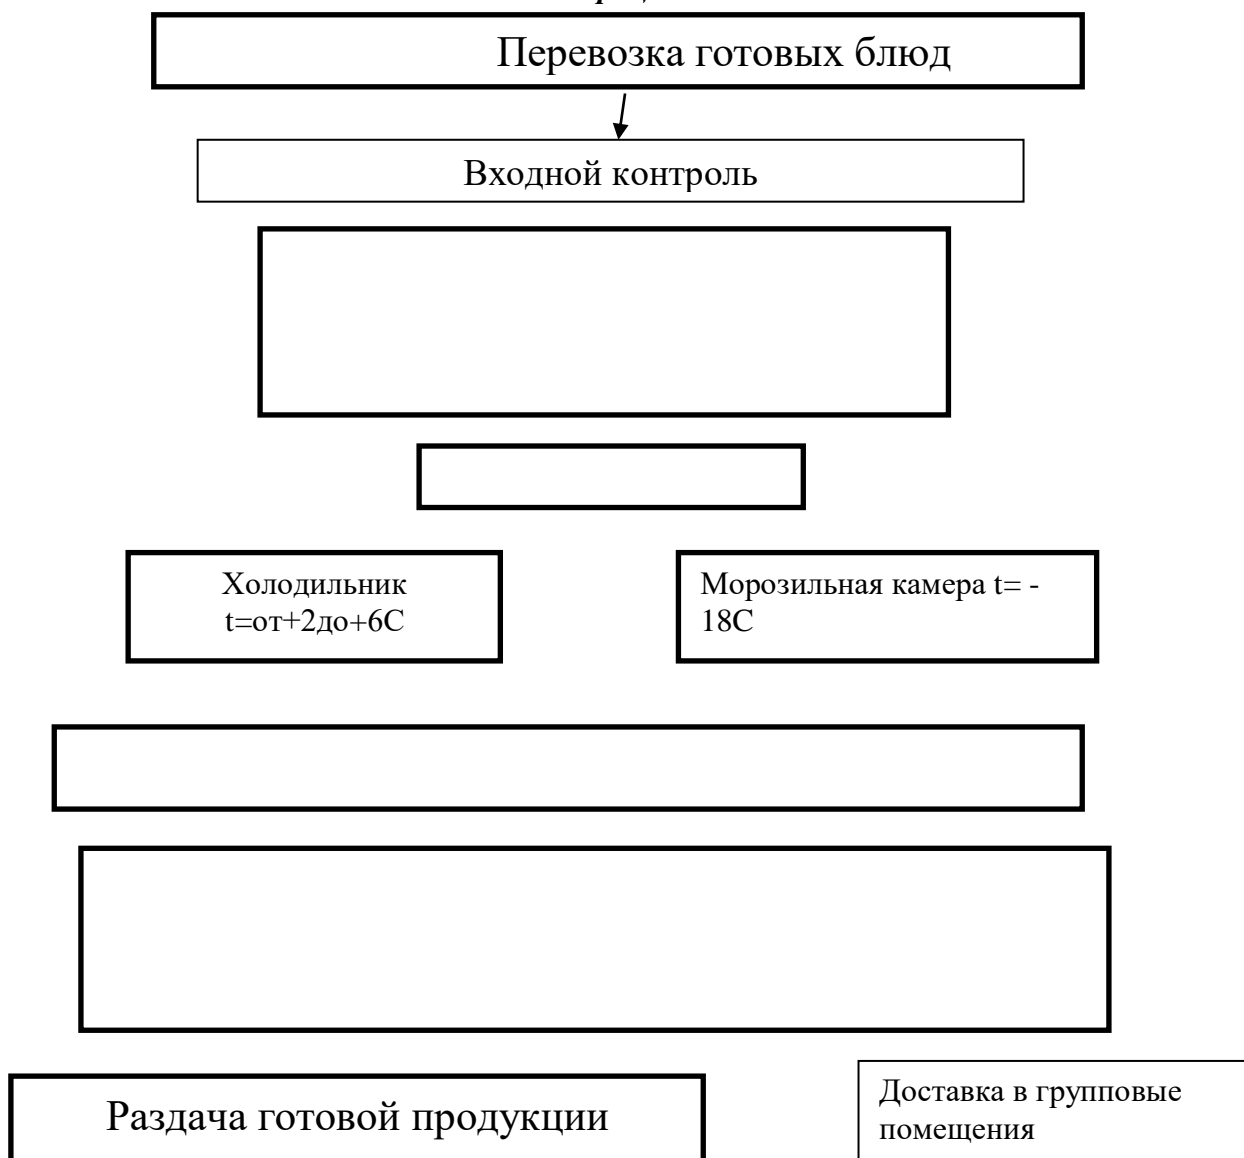 Перевозка готовых блюд
Входной контроль
Холодильник
t=от+2до+6С
Морозильная камера t= -
18С
Раздача готовой продукции
Доставка в групповые
помещения